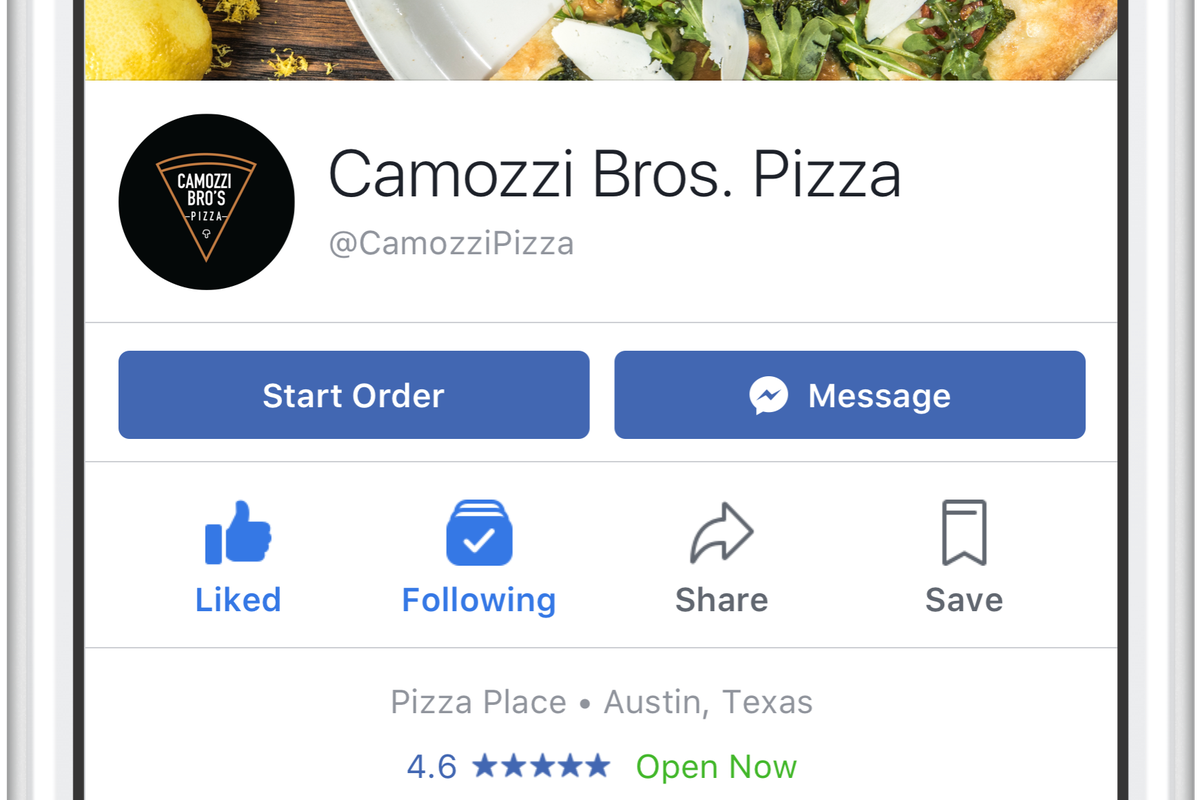 CAMOZZI
BRO'S
PIZZA
Camozzi Bros. Pizza
@CamozziPizza
Start Order
Message
Liked
Following
Share
Save
Pizza Place • Austin, Texas
4.6 ★★★★★ Open Now